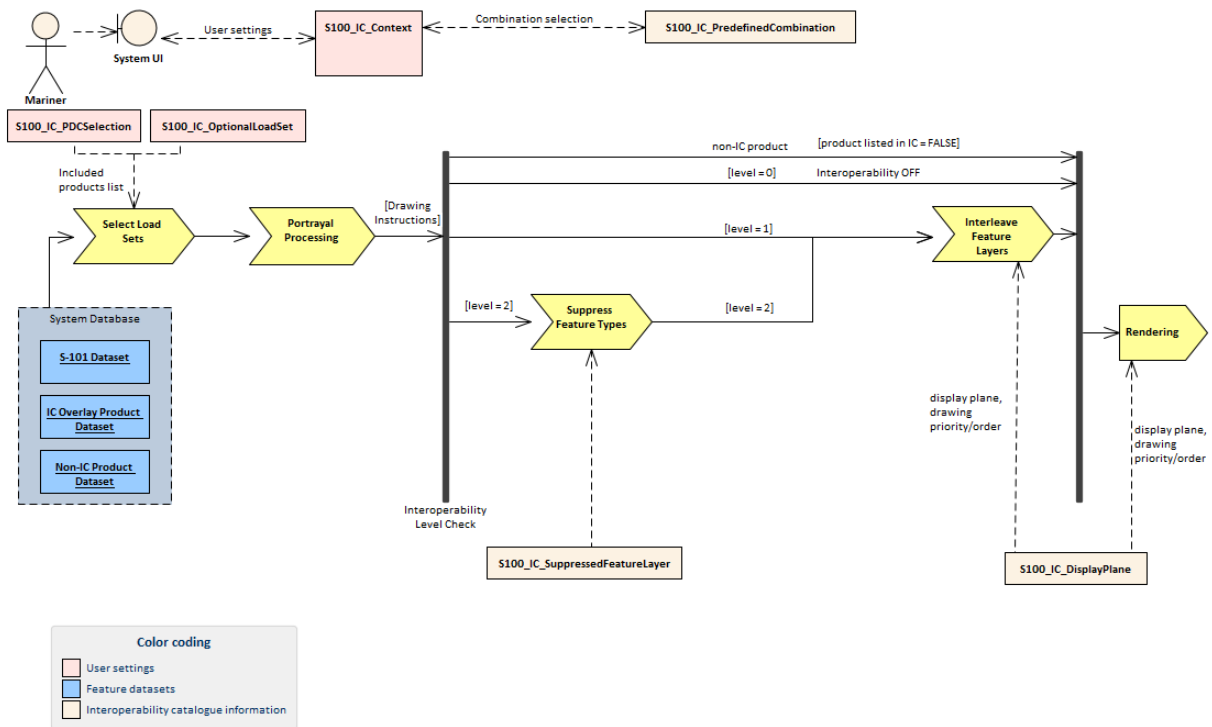 Mariner
System UI
User settings
S100_IC_Context
Combination selection
S100_IC_PredefinedCombination
S100_IC_PDCSelection
S100_IC_OptionalLoadSet
Included
products list
Select Load
Sets
Portrayal
Processing
[Drawing
Instructions]
non-IC product
[product listed in IC = FALSE]
[level = 0]
Interoperability OFF
[level = 1]
Interleave
Feature
Layers
[level = 2]
Suppress
Feature Types
[level = 2]
Rendering
System Database
S-101 Dataset
IC Overlay Product
Dataset
Non-IC Product
Dataset
display plane,
drawing
priority/order
display plane,
drawing
priority/order
Interoperability
Level Check
S100_IC_SuppressedFeatureLayer
S100_IC_DisplayPlane
Color coding
User settings
Feature datasets
Interoperability catalogue information